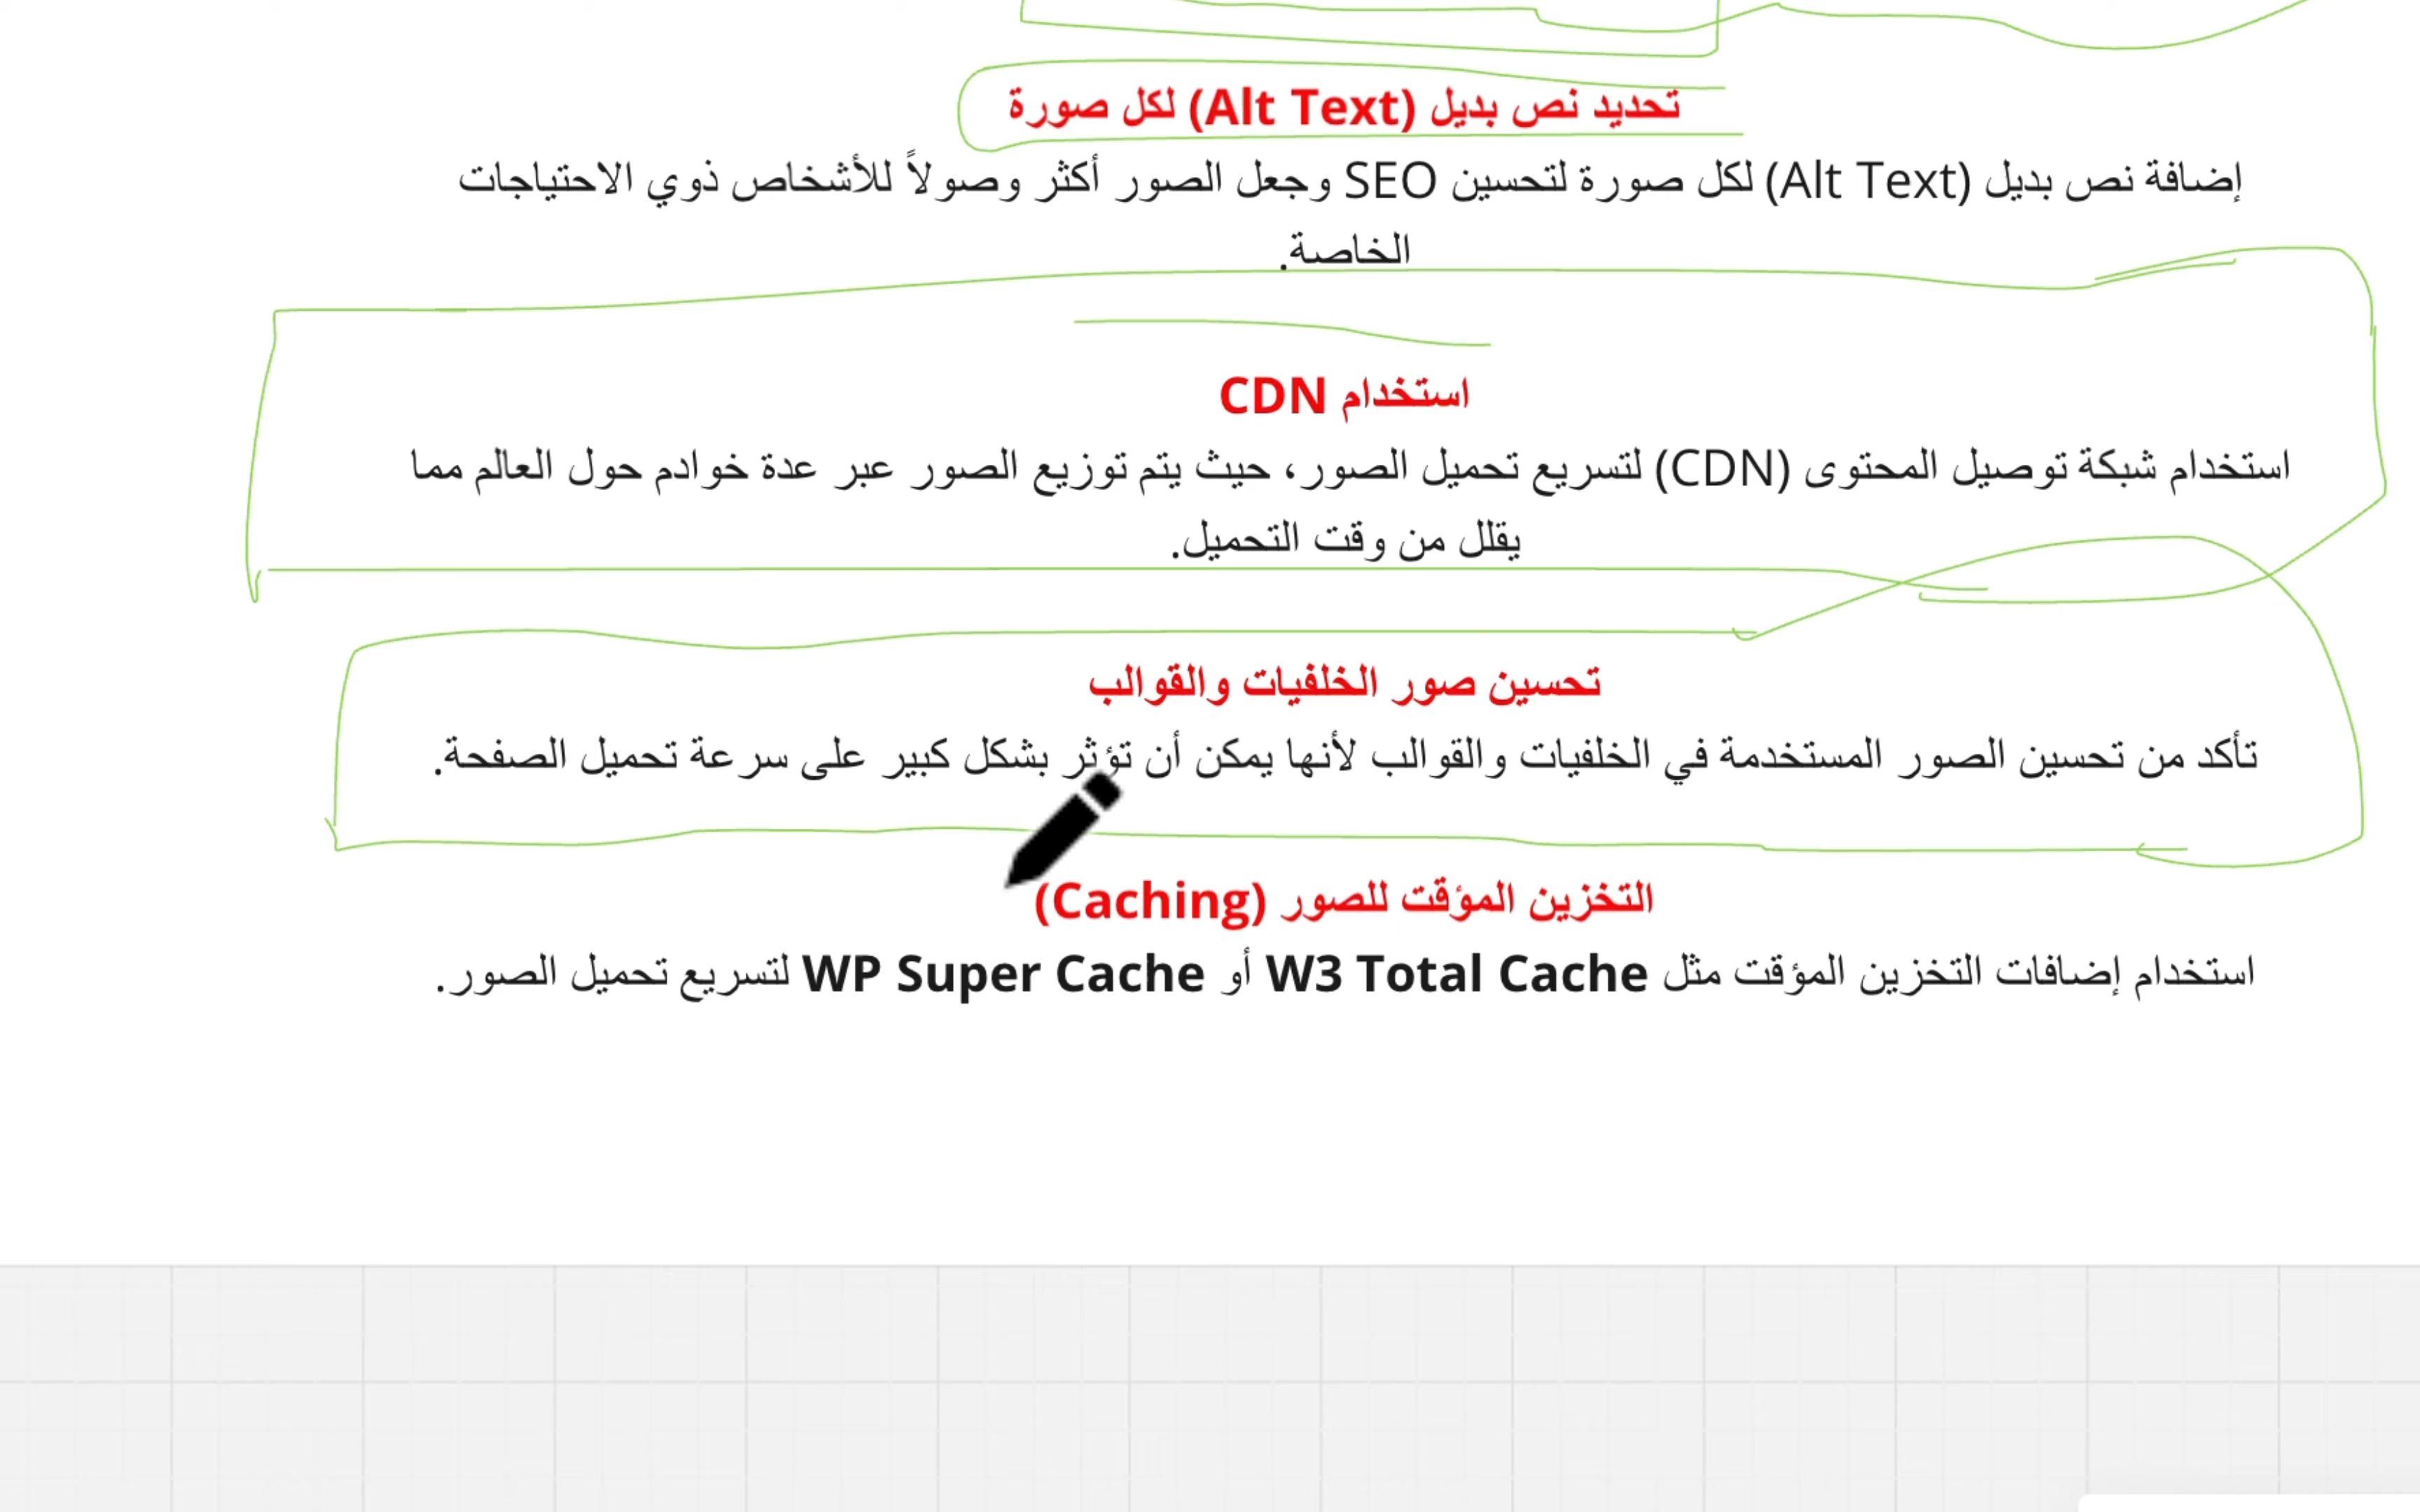 تحديد نص بديل (Alt Text) لكل صورة
إضافة نص بديل (Alt Text) لكل صورة لتحسين SEO وجعل الصور أكثر وصولاً للأشخاص ذوي الاحتياجات
الخاصة.
استخدام CDN
استخدام شبكة توصيل المحتوى (CDN) لتسريع تحميل الصور، حيث يتم توزيع الصور عبر عدة خوادم حول العالم مما
يقلل من وقت التحميل.
تحسين صور الخلفيات والقوالب
تأكد من تحسين الصور المستخدمة في الخلفيات والقوالب لأنها يمكن أن تؤثر بشكل كبير على سرعة تحميل الصفحة.
التخزين المؤقت للصور (Caching)
استخدام إضافات التخزين المؤقت مثل W3 Total Cache أو WP Super Cache لتسريع تحميل الصور.